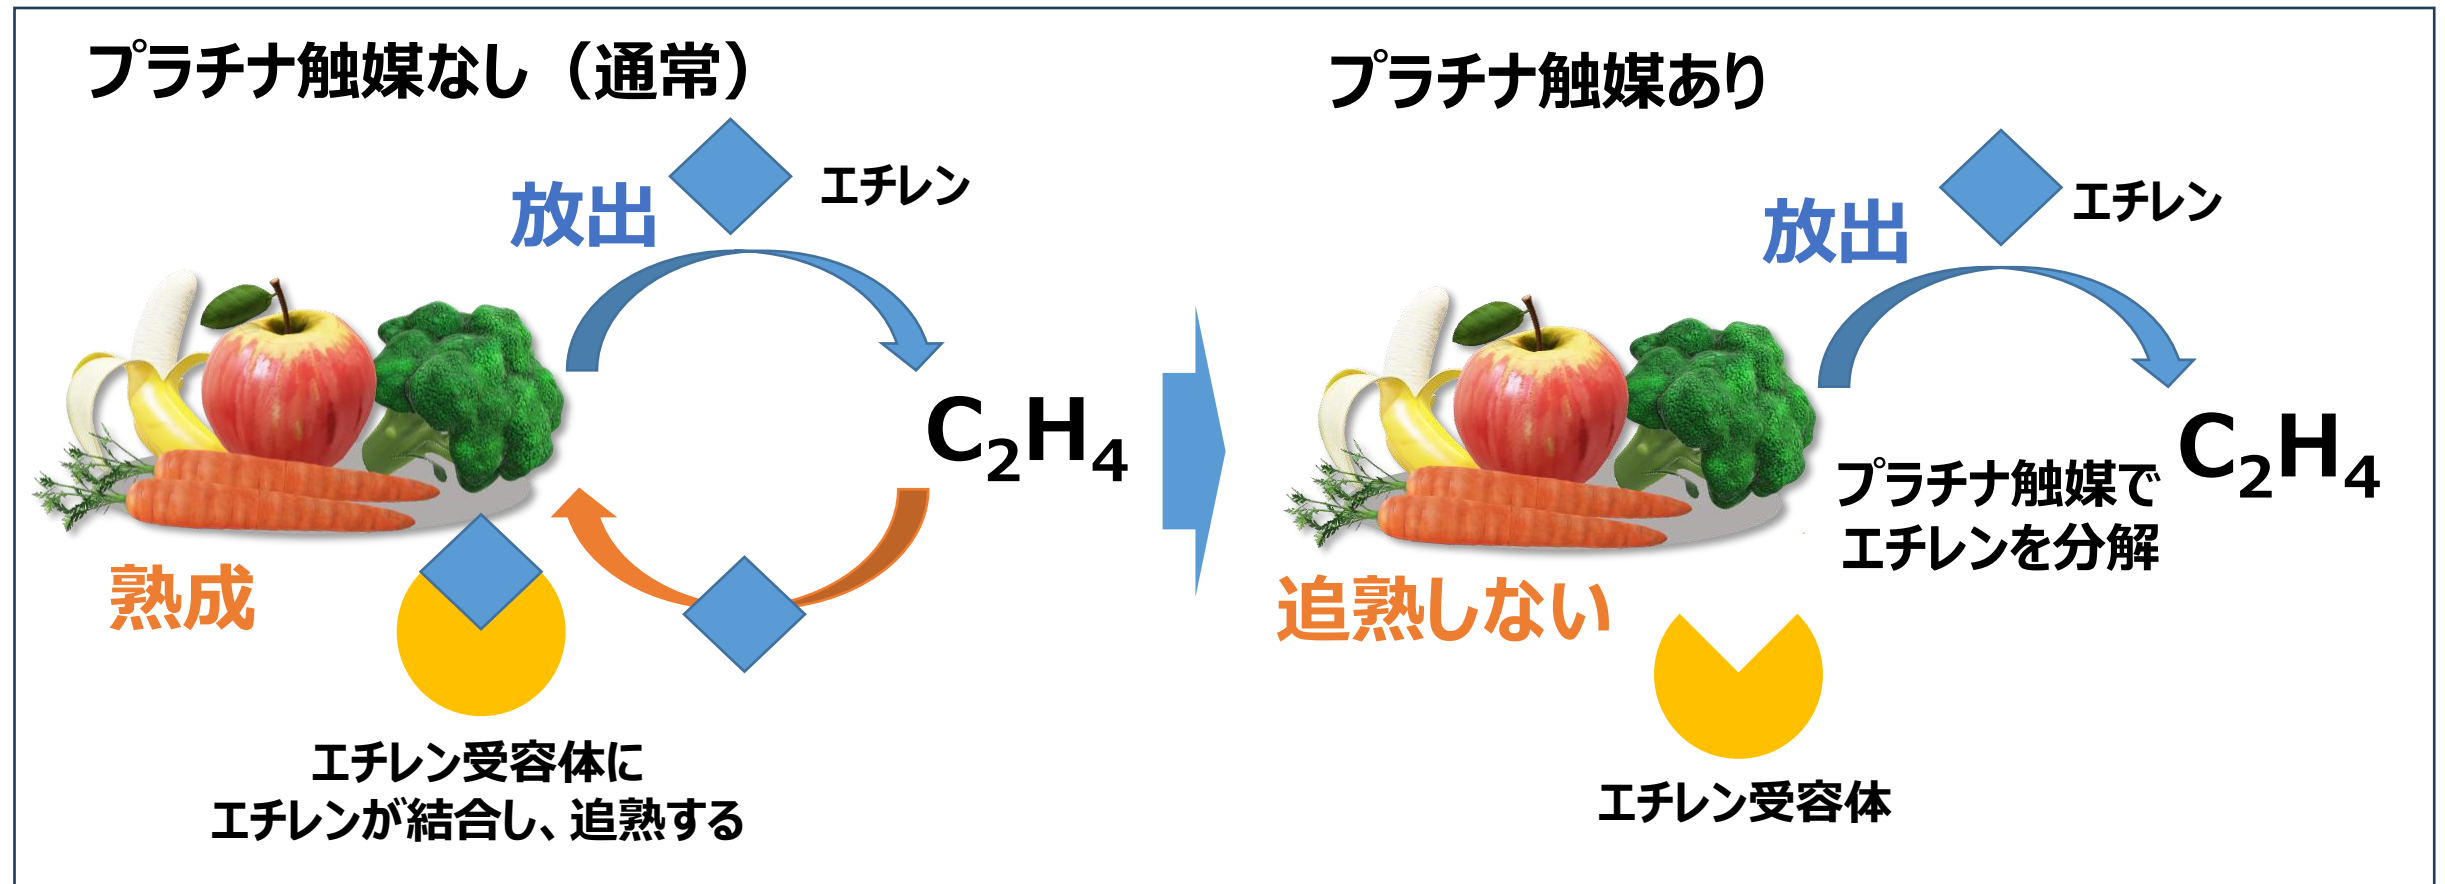 プラチナ触媒なし（通常）
放出
エチレン
C₂H₄
熟成
エチレン受容体に
エチレンが結合し、追熟する
プラチナ触媒あり
放出
エチレン
C₂H₄
プラチナ触媒で
エチレンを分解
追熟しない
エチレン受容体